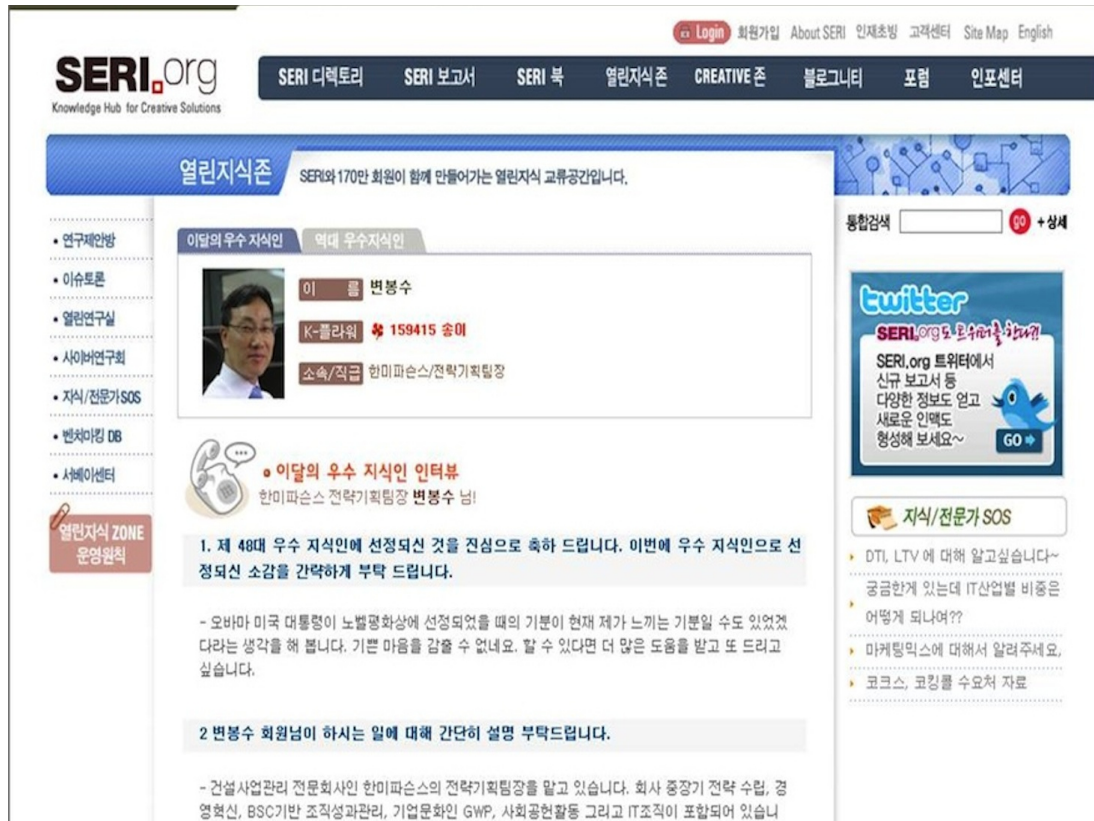 Login 회원가입 About SERI 인재초빙 고객센터 Site Map English
SERI.org
Knowledge Hub for Creative Solutions
SERI 디렉토리 SERI 보고서 SERI 북 열린지식존 CREATIVE 존 블로그니티 포럼 인포센터
열린지식존 SERI와 170만 회원이 함께 만들어가는 열린지식 교류공간입니다.
• 연구제안방
• 이슈토론
• 열린연구실
• 사이버연구회
• 지식/전문가 SOS
• 벤치마킹 DB
• 서베이센터
열린지식 ZONE
운영원칙
이달의 우수 지식인 역대 우수지식인
이 름 변봉수
K-플라워 159415 송이
소속/직급 한미파슨스/전략기획팀장
이달의 우수 지식인 인터뷰
한미파슨스 전략기획팀장 변봉수 님!
1. 제 48대 우수 지식인에 선정되신 것을 진심으로 축하 드립니다. 이번에 우수 지식인으로 선
정되신 소감을 간략하게 부탁 드립니다.
- 오바마 미국 대통령이 노벨평화상에 선정되었을 때의 기분이 현재 제가 느끼는 기분일 수도 있었겠
다라는 생각을 해 봅니다. 기쁜 마음을 감출 수 없네요. 할 수 있다면 더 많은 도움을 받고 또 드리고
싶습니다.
2 변봉수 회원님이 하시는 일에 대해 간단히 설명 부탁드립니다.
- 건설사업관리 전문회사인 한미파슨스의 전략기획팀장을 맡고 있습니다. 회사 중장기 전략 수립, 경
영혁신, BSC기반 조직성과관리, 기업문화인 GWP, 사회공헌활동 그리고 IT조직이 포함되어 있습니
통합검색 GO +상세
twitter
SERI.org도 트위터를 한다?!
SERI.org 트위터에서
신규 보고서 등
다양한 정보도 얻고
새로운 인맥도
형성해 보세요~
GO
지식/전문가 SOS
DTI, LTV 에 대해 알고싶습니다~
궁금한게 있는데 IT산업별 비중은
어떻게 되나여??
마케팅믹스에 대해서 알려주세요.
코크스, 코킹콜 수요처 자료